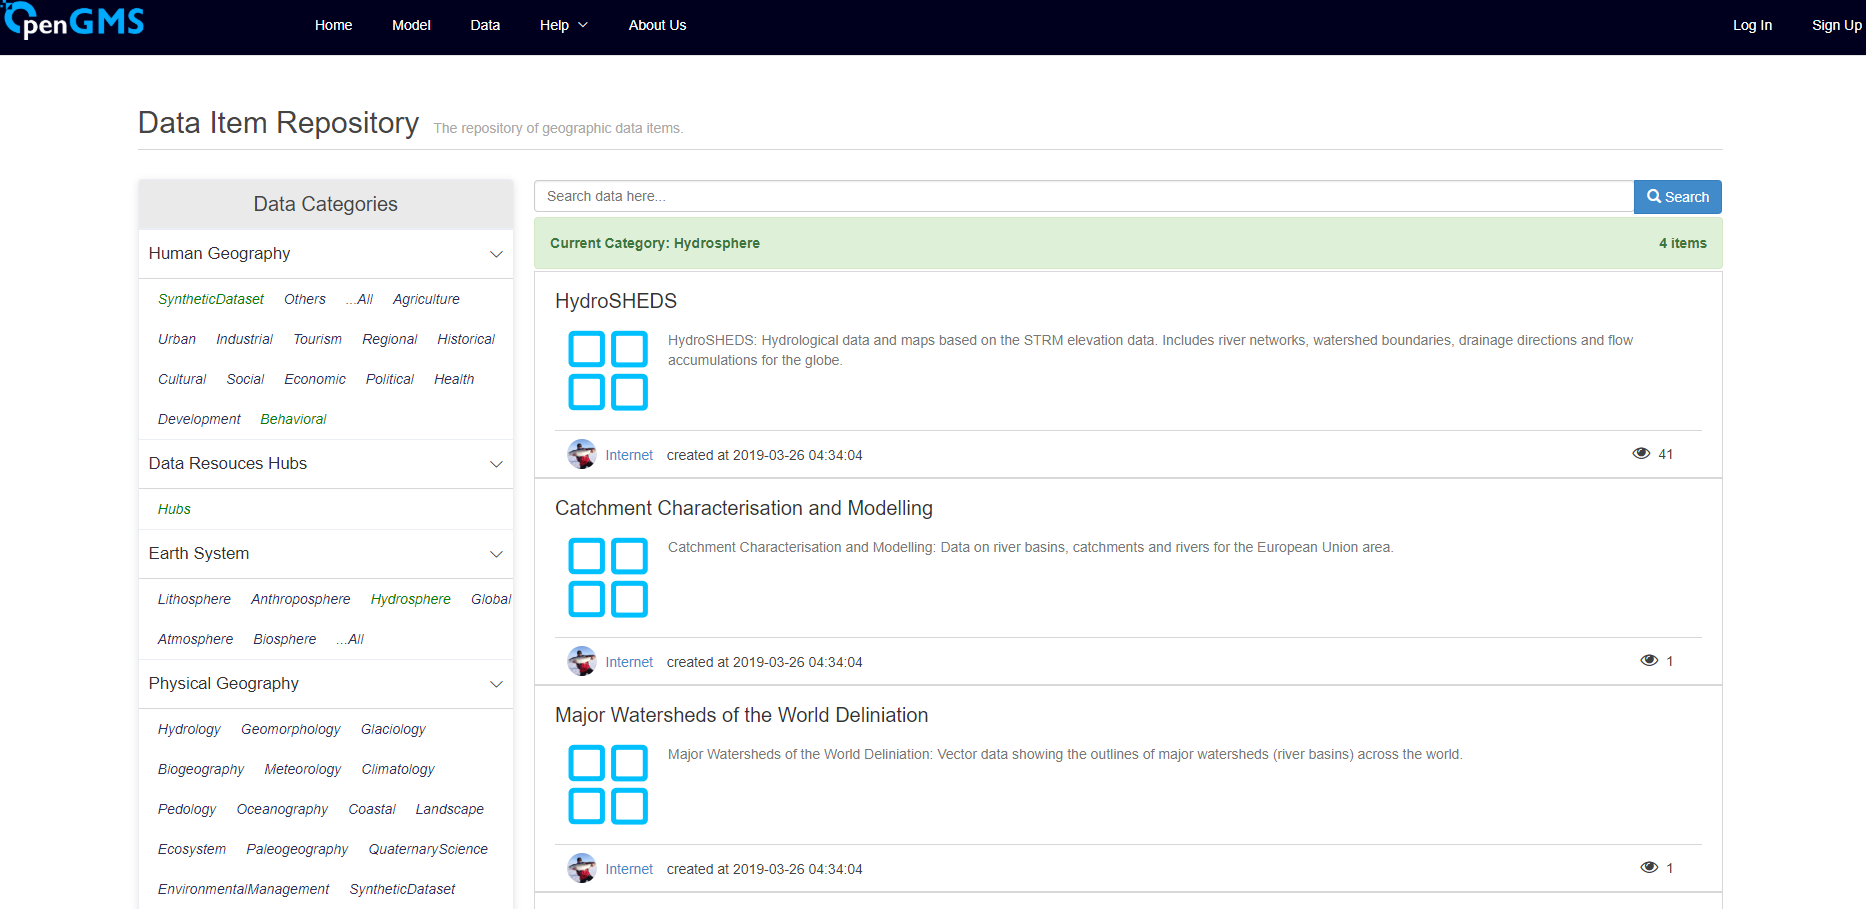 OpenGMS
Home Model Data Help About Us
Log In Sign Up
Data Item Repository The repository of geographic data items.
Data Categories
Human Geography
SyntheticDataset Others ...All Agriculture
Urban Industrial Tourism Regional Historical
Cultural Social Economic Political Health
Development Behavioral
Data Resouces Hubs
Hubs
Earth System
Lithosphere Anthroposphere Hydrosphere Global
Atmosphere Biosphere ...All
Physical Geography
Hydrology Geomorphology Glaciology
Biogeography Meteorology Climatology
Pedology Oceanography Coastal Landscape
Ecosystem Paleogeography QuaternaryScience
EnvironmentalManagement SyntheticDataset
Search data here...
Search
Current Category: Hydrosphere 4 items
HydroSHEDS
HydroSHEDS: Hydrological data and maps based on the STRM elevation data. Includes river networks, watershed boundaries, drainage directions and flow
accumulations for the globe.
Internet created at 2019-03-26 04:34:04 41
Catchment Characterisation and Modelling
Catchment Characterisation and Modelling: Data on river basins, catchments and rivers for the European Union area.
Internet created at 2019-03-26 04:34:04 1
Major Watersheds of the World Deliniation
Major Watersheds of the World Deliniation: Vector data showing the outlines of major watersheds (river basins) across the world.
Internet created at 2019-03-26 04:34:04 1